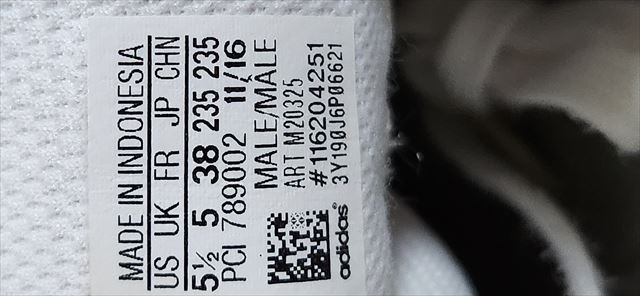 MADE IN INDONESIA
US UK FR JP CHN
5½ 5 38 235 235
PCI 789002 11/16
MALE/MALE
ART M20325
#116204251
3Y190J6P06621
adidas